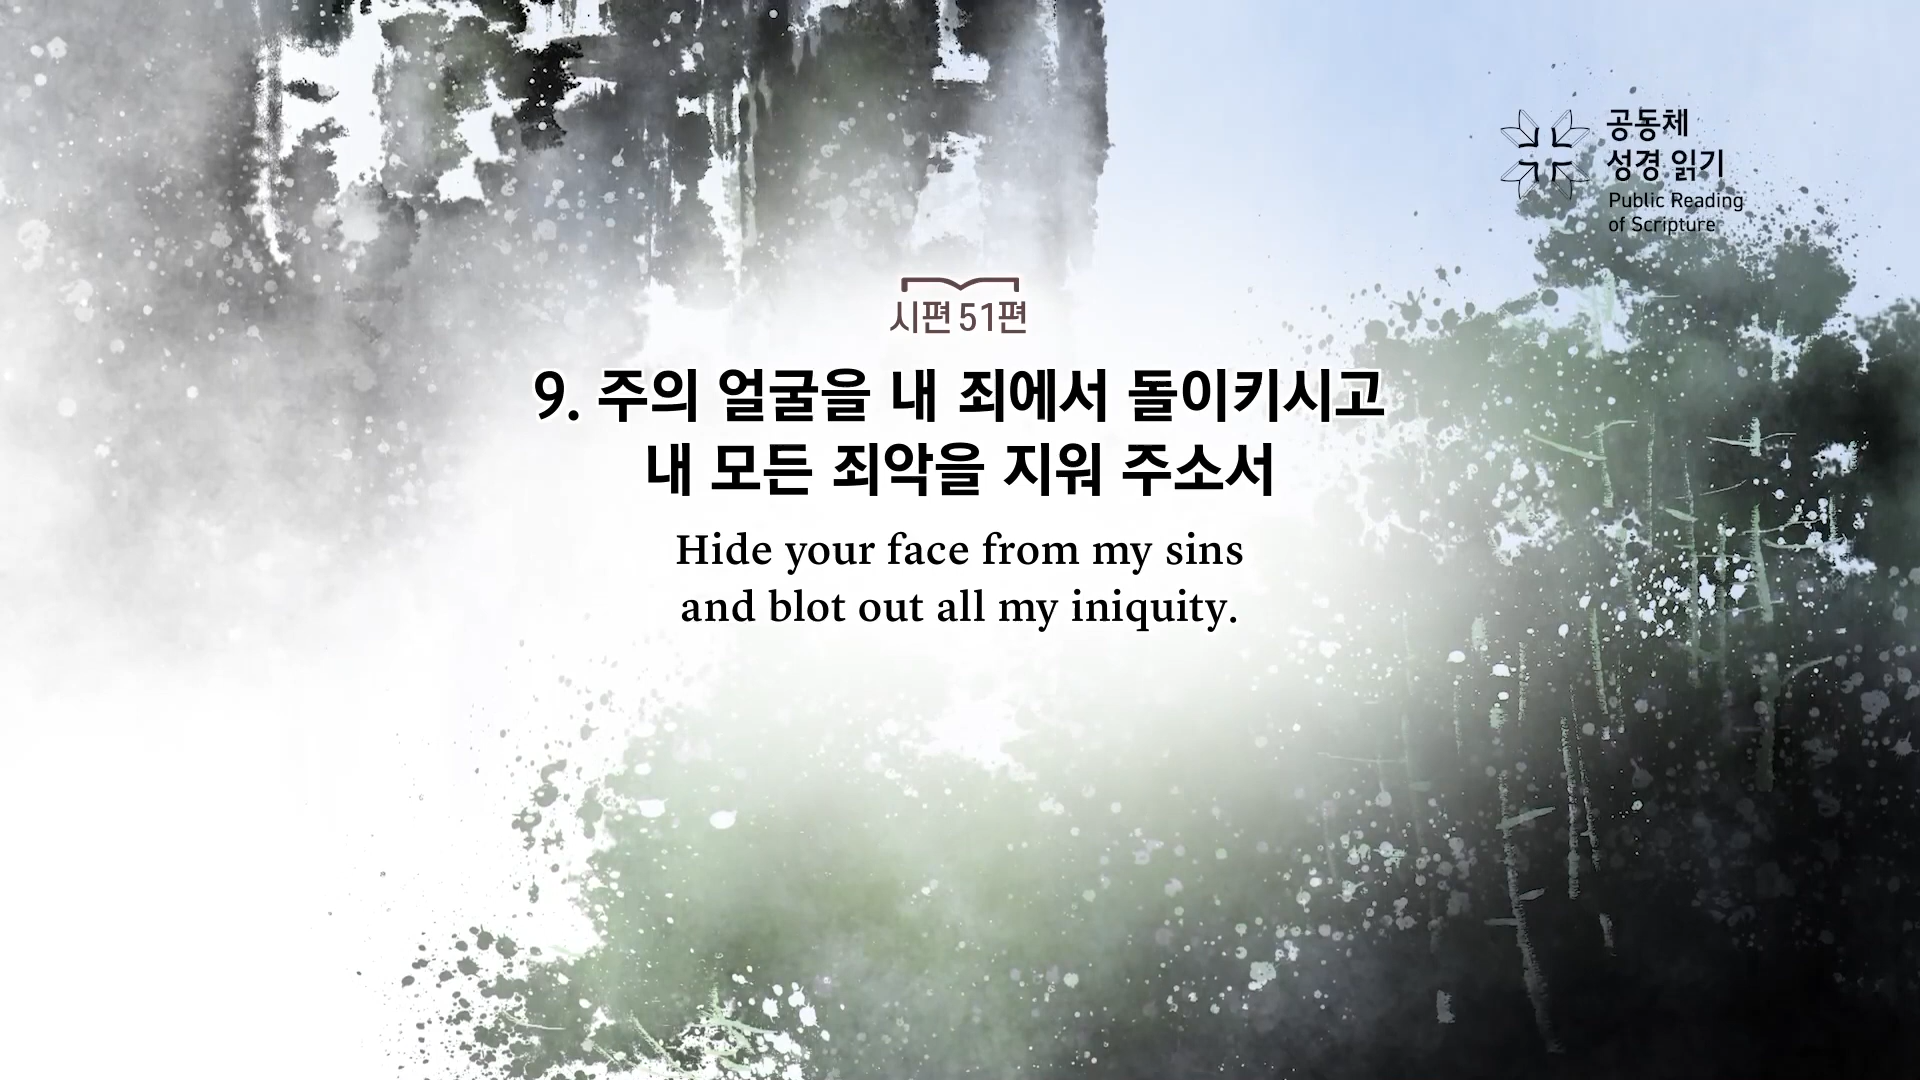 공동체
성경 읽기
Public Reading
of Scripture
시편 51편
9. 주의 얼굴을 내 죄에서 돌이키시고
내 모든 죄악을 지워 주소서
Hide your face from my sins
and blot out all my iniquity.